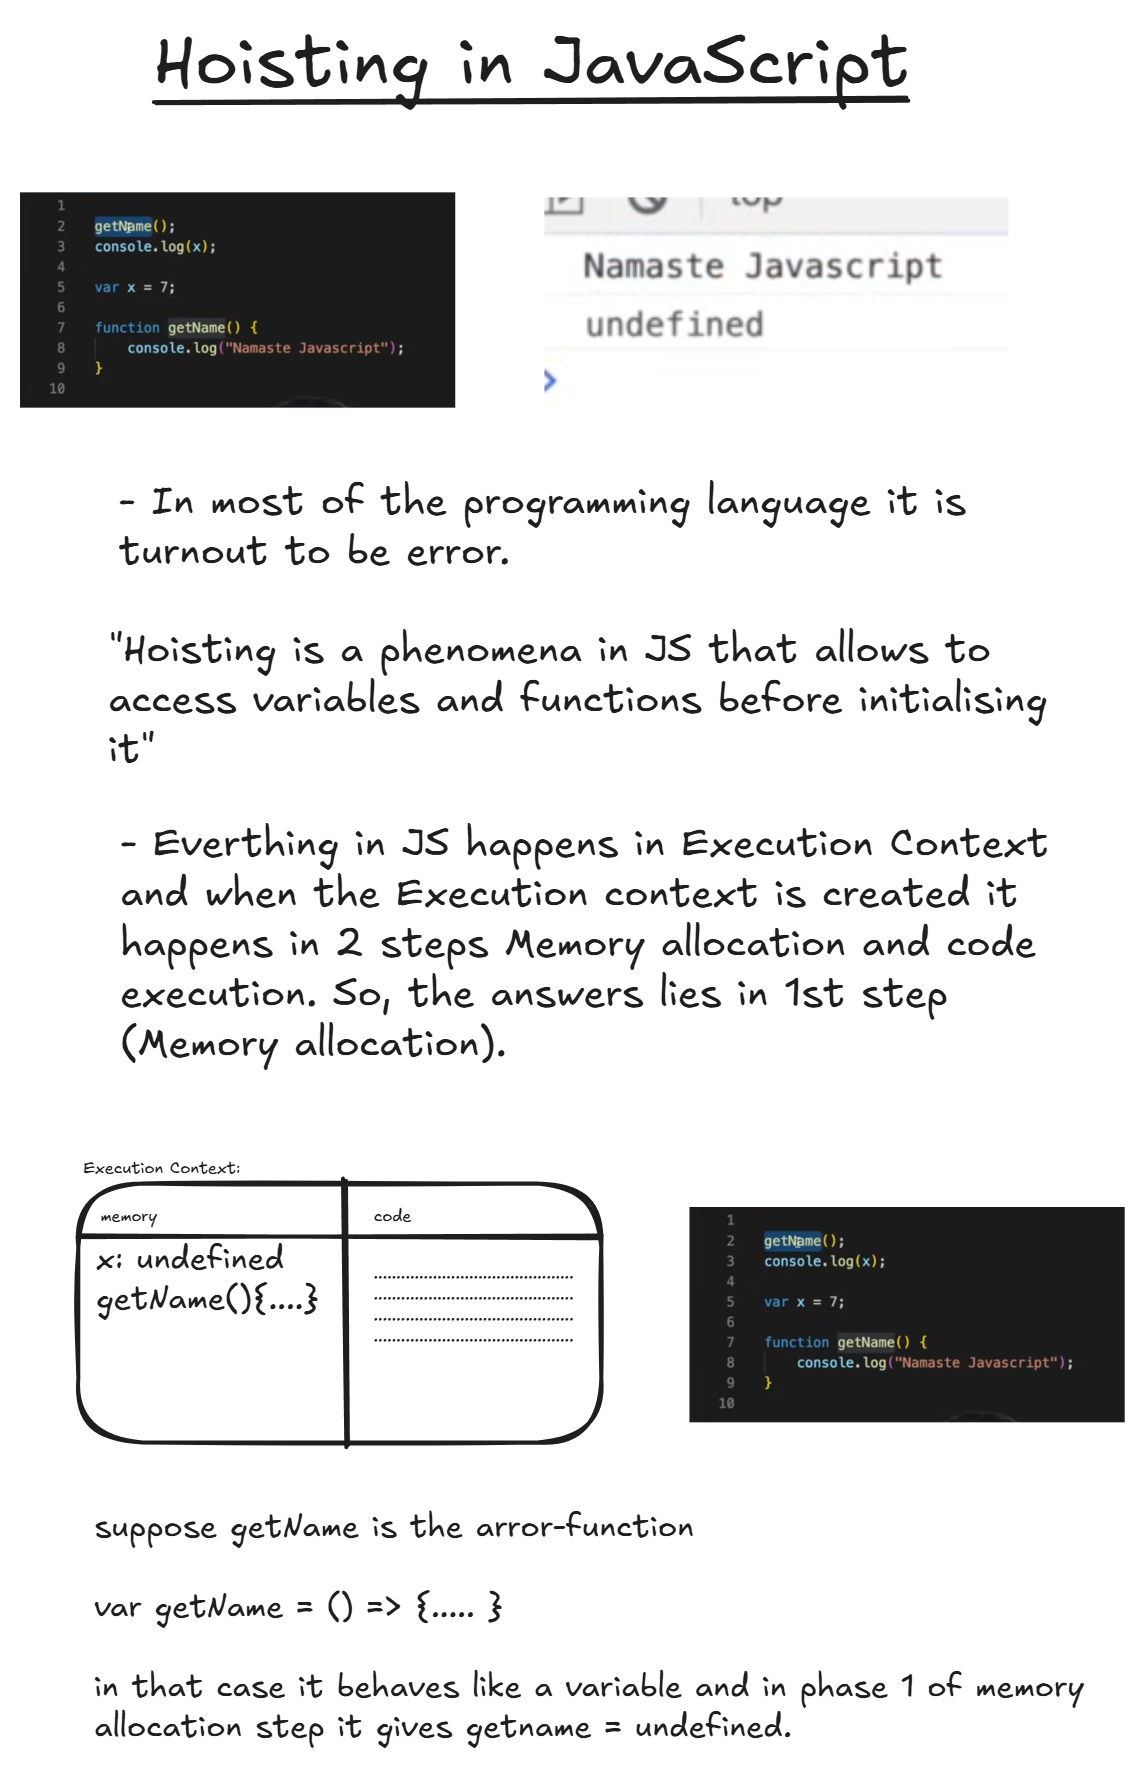 Hoisting in JavaScript
1
2 getName();
3 console.log(x);
4
5 var x = 7;
6
7 function getName() {
8 console.log("Namaste Javascript");
9 }
10
top
Namaste Javascript
undefined
- In most of the programming language it is
turnout to be error.
"Hoisting is a phenomena in JS that allows to
access variables and functions before initialising
it"
- Everthing in JS happens in Execution Context
and when the Execution context is created it
happens in 2 steps Memory allocation and code
execution. So, the answers lies in 1st step
(Memory allocation).
Execution Context:
memory
code
x: undefined
getName(){....}
1
2 getName();
3 console.log(x);
4
5 var x = 7;
6
7 function getName() {
8 console.log("Namaste Javascript");
9 }
10
suppose getName is the arror-function
var getName = () => {..... }
in that case it behaves like a variable and in phase 1 of memory
allocation step it gives getname = undefined.